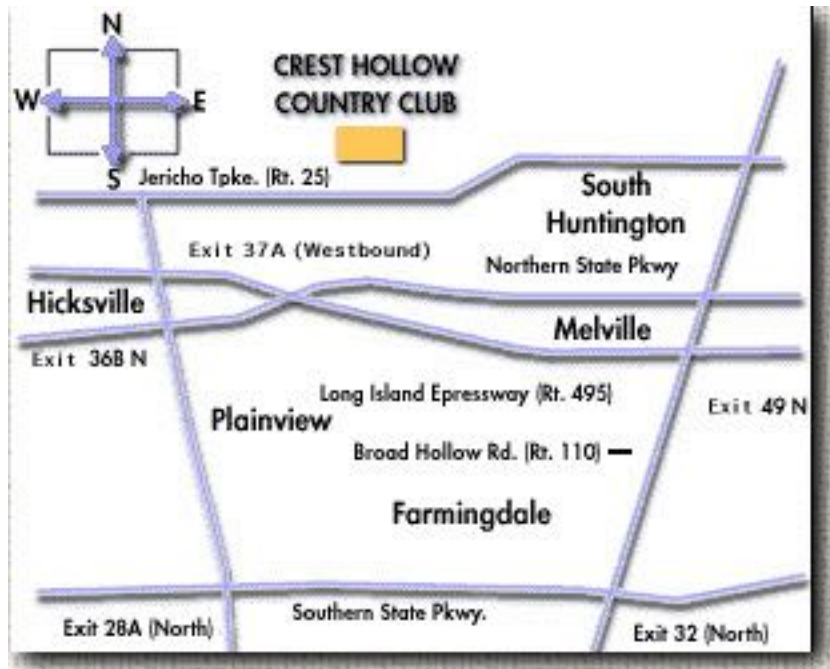 N
W E
S
CREST HOLLOW
COUNTRY CLUB
Jericho Tpke. (Rt. 25)
South
Huntington
Exit 37A (Westbound)
Northern State Pkwy
Hicksville
Melville
Exit 36B N
Long Island Epressway (Rt. 495)
Exit 49 N
Plainview
Broad Hollow Rd. (Rt. 110)
Farmingdale
Southern State Pkwy.
Exit 28A (North)
Exit 32 (North)